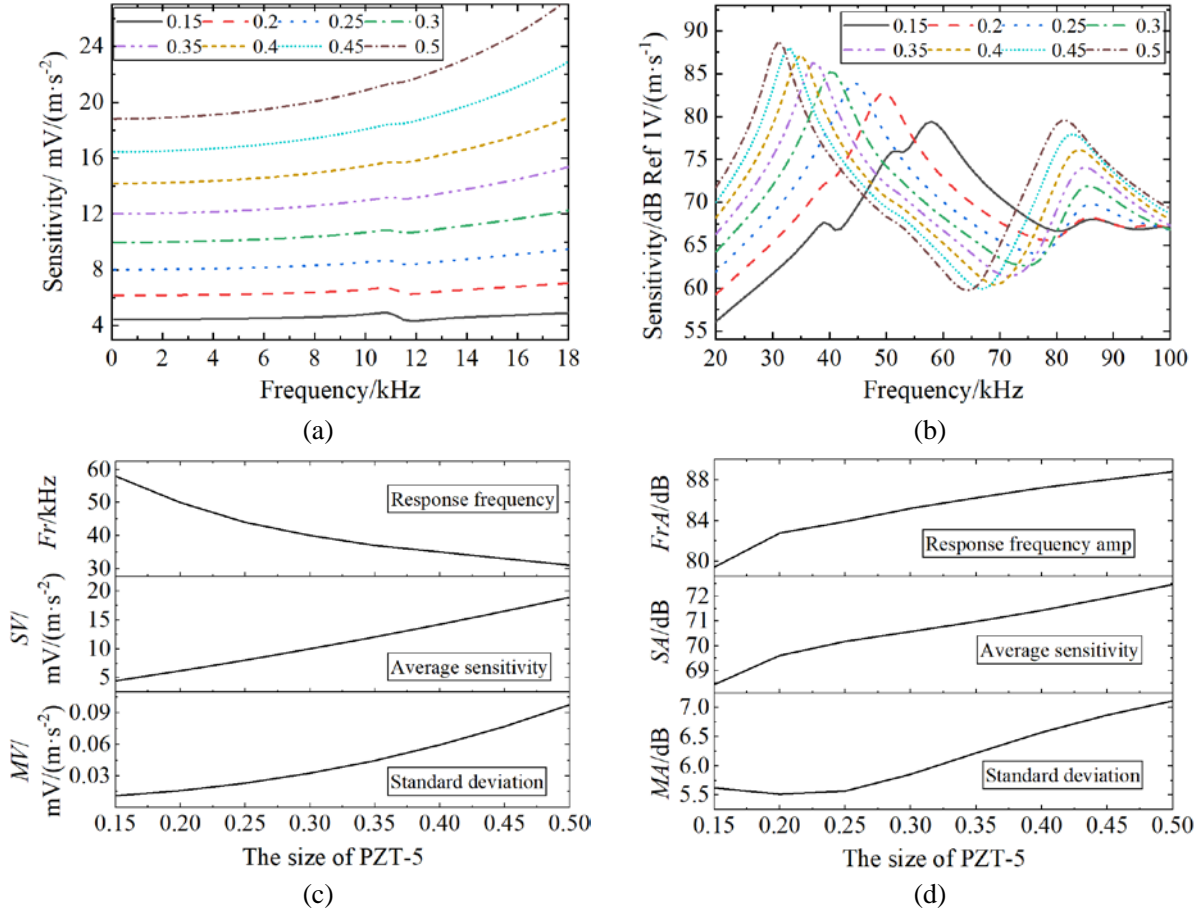 0.15 0.2 0.25 0.3
0.35 0.4 0.45 0.5
24
20
16
12
8
4
Sensitivity/ mV/(m·s⁻²)
0 2 4 6 8 10 12 14 16 18
Frequency/kHz
(a)
0.15 0.2 0.25 0.3
0.35 0.4 0.45 0.5
90
85
80
75
70
65
60
55
Sensitivity/dB Ref 1V/(m·s⁻¹)
20 30 40 50 60 70 80 90 100
Frequency/kHz
(b)
60
50
40
30
Fr/kHz
Response frequency
20
15
10
5
SV/
mV/(m·s⁻²)
Average sensitivity
0.09
0.06
0.03
MV/
mV/(m·s⁻²)
Standard deviation
0.15 0.20 0.25 0.30 0.35 0.40 0.45 0.50
The size of PZT-5
(c)
88
84
80
FrA/dB
Response frequency amp
72
71
70
69
SA/dB
Average sensitivity
7.0
6.5
6.0
5.5
MA/dB
Standard deviation
0.15 0.20 0.25 0.30 0.35 0.40 0.45 0.50
The size of PZT-5
(d)